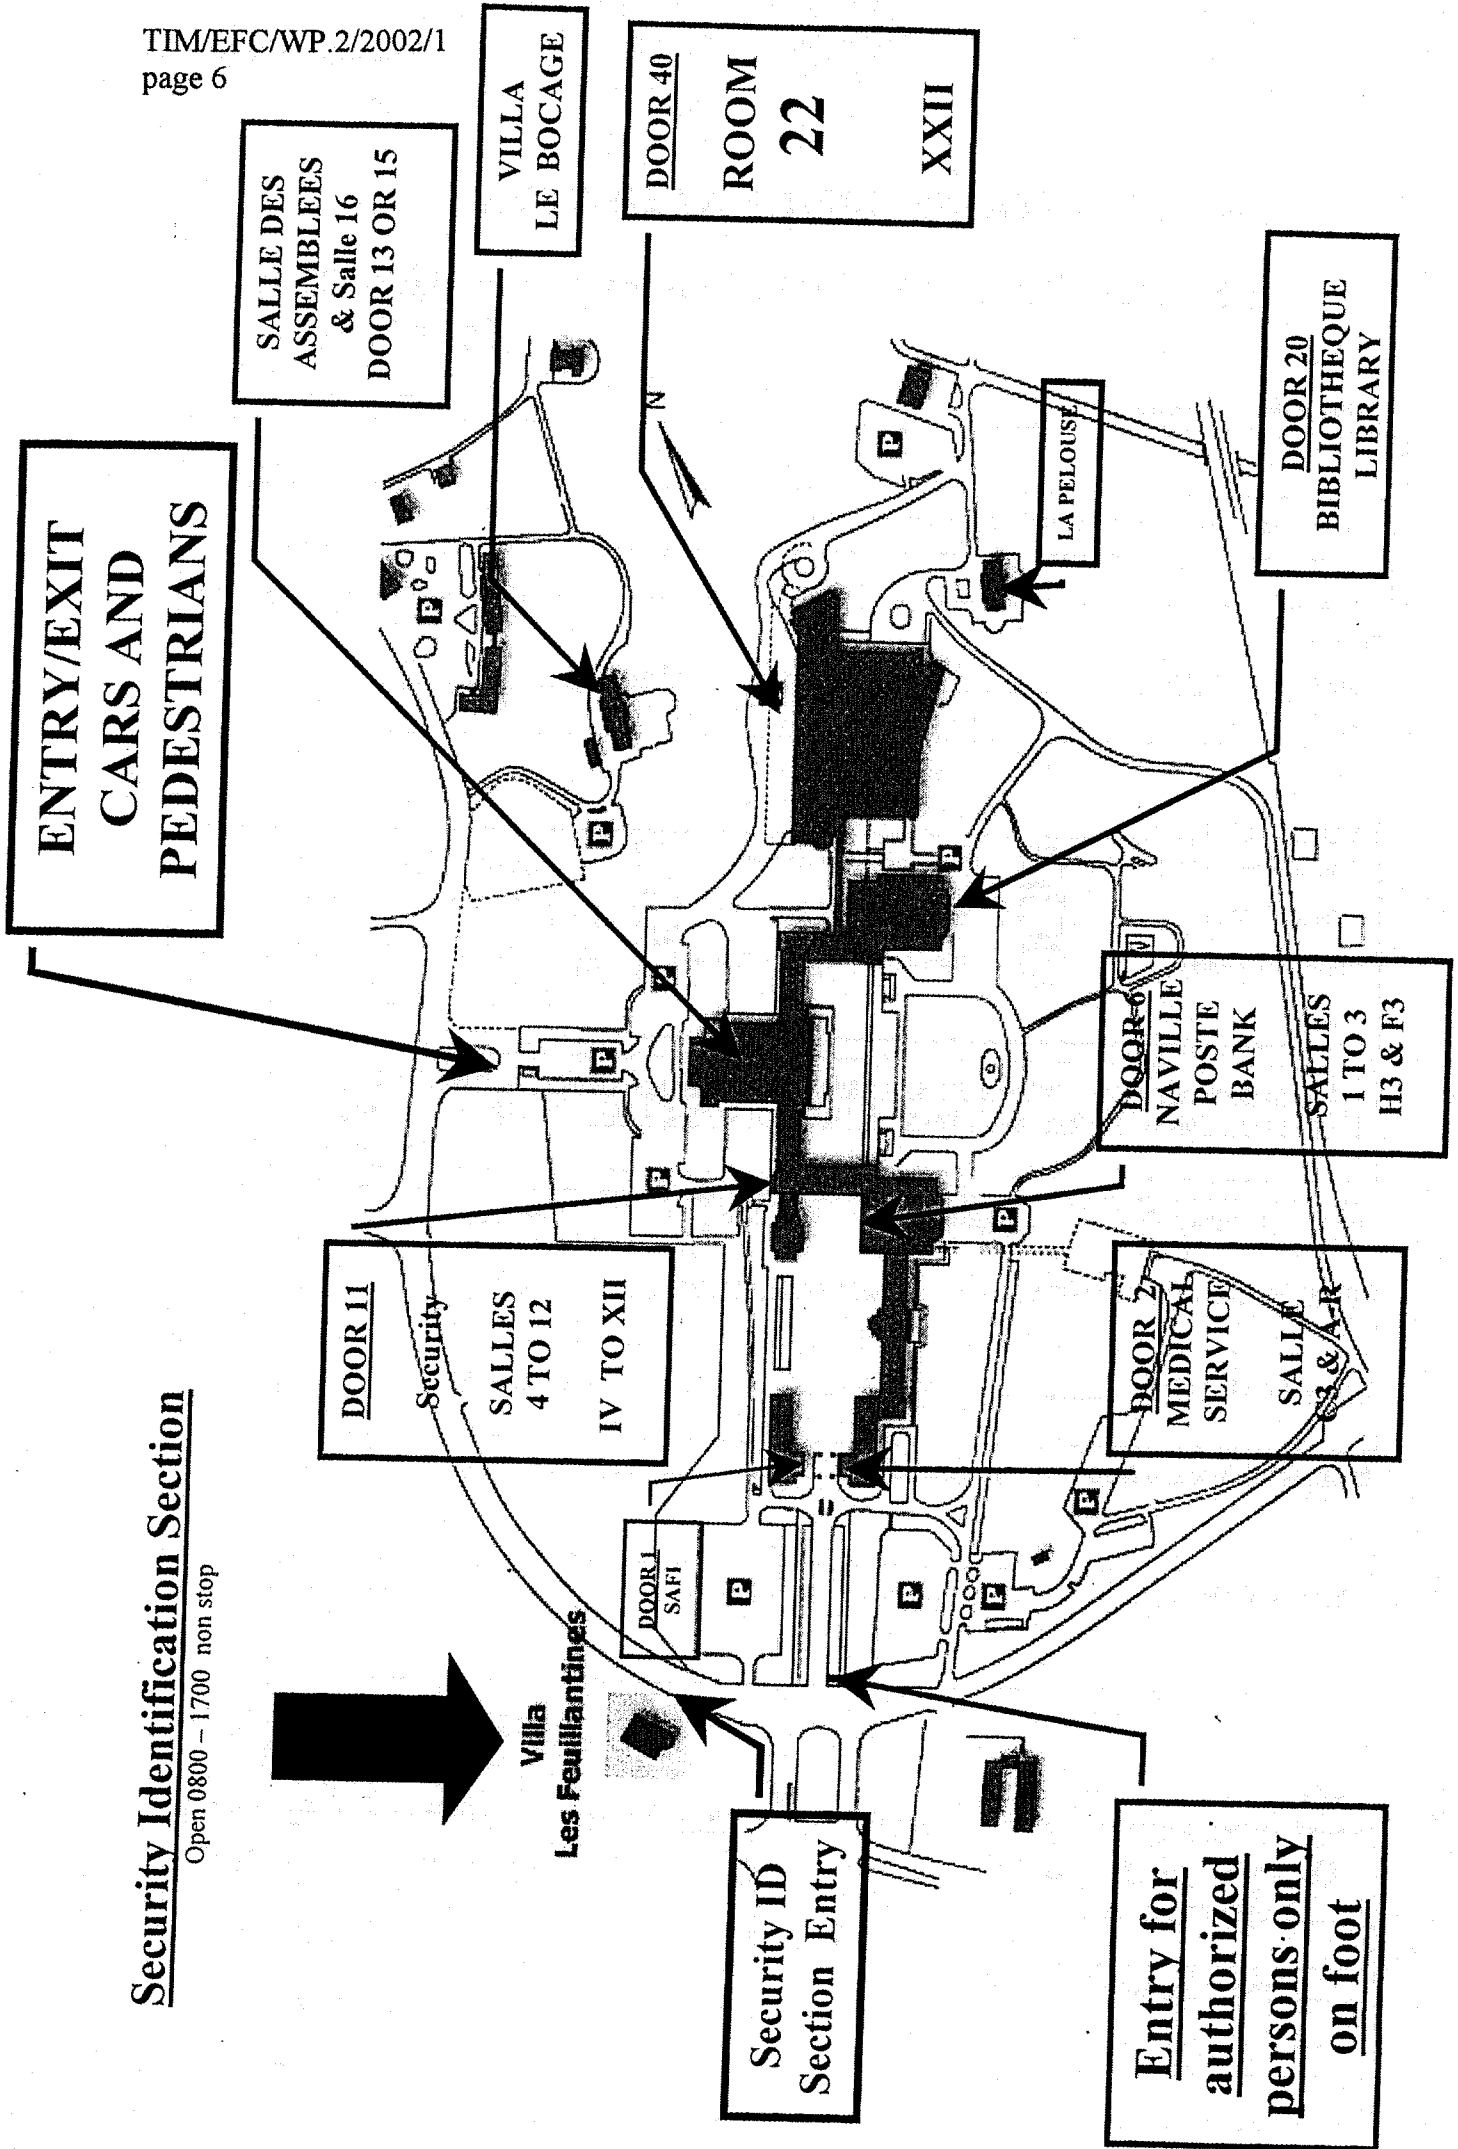 TIM/EFC/WP.2/2002/1
page 6
Security Identification Section
Open 0800 – 1700 non stop
ENTRY/EXIT
CARS AND
PEDESTRIANS
SALLE DES
ASSEMBLEES
& Salle 16
DOOR 13 OR 15
VILLA
LE BOCAGE
DOOR 40
ROOM
22
XXII
DOOR 11
Security
SALLES
4 TO 12
IV TO XII
Villa
Les Feuillantines
DOOR 1
SAFI
Security ID
Section Entry
Entry for
authorized
persons only
on foot
DOOR 2
MEDICAL
SERVICE
SALLE
& A-R
DOOR 6
NAVILLE
POSTE
BANK
SALLES
1 TO 3
H3 & F3
DOOR 20
BIBLIOTHEQUE
LIBRARY
LA PELOUSE
N
P
P
P
P
P
P
P
P
P
P
P
P